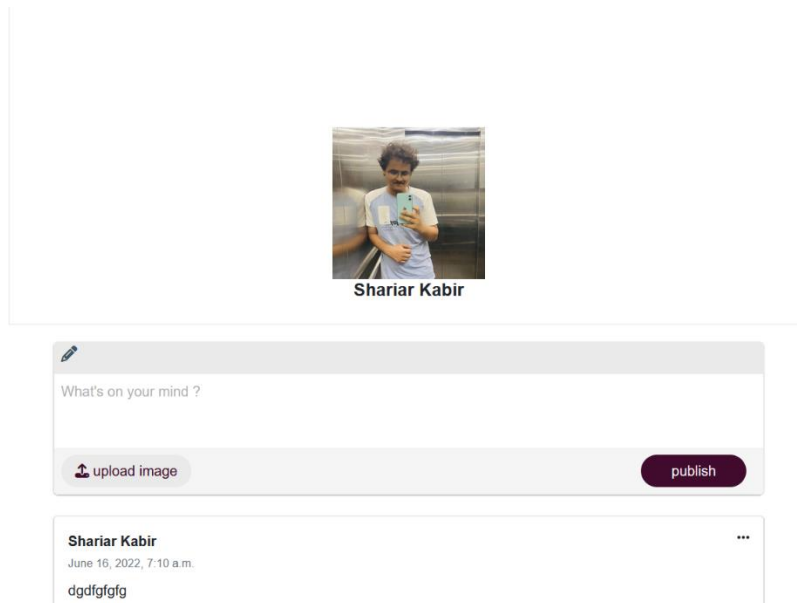 Shariar Kabir
What's on your mind ?
upload image
publish
Shariar Kabir
June 16, 2022, 7:10 a.m.
dgdfgfgfg